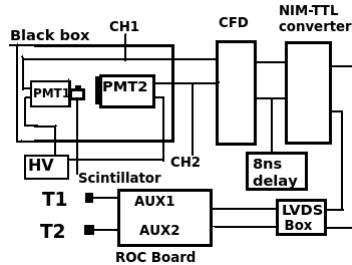 NIM-TTL
converter
CFD
CH1
Black box
PMT1
PMT2
CH2
HV
Scintillator
8ns
delay
T1
AUX1
LVDS
Box
T2
AUX2
ROC Board